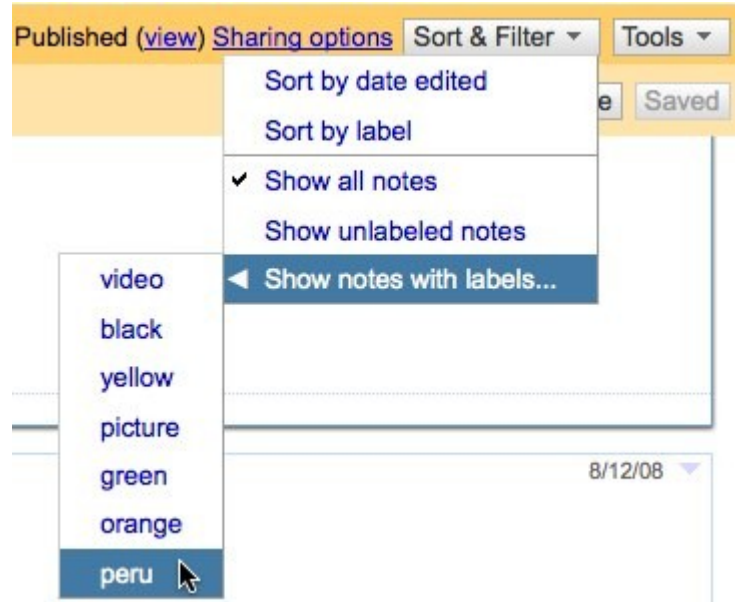 Published (view) Sharing options Sort & Filter Tools
Sort by date edited
e Saved
Sort by label
Show all notes
Show unlabeled notes
Show notes with labels...
video
black
yellow
picture
green
orange
peru
8/12/08